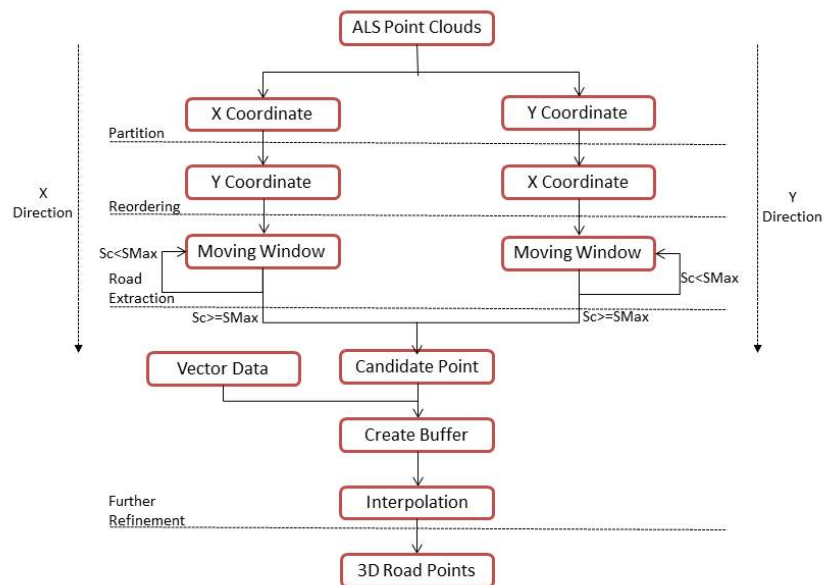 ALS Point Clouds
X Coordinate
Y Coordinate
Partition
Y Coordinate
X Coordinate
X
Direction
Y
Direction
Reordering
Moving Window
Moving Window
Sc<SMax
Sc<SMax
Road
Extraction
Sc>=SMax
Sc>=SMax
Vector Data
Candidate Point
Create Buffer
Interpolation
Further
Refinement
3D Road Points